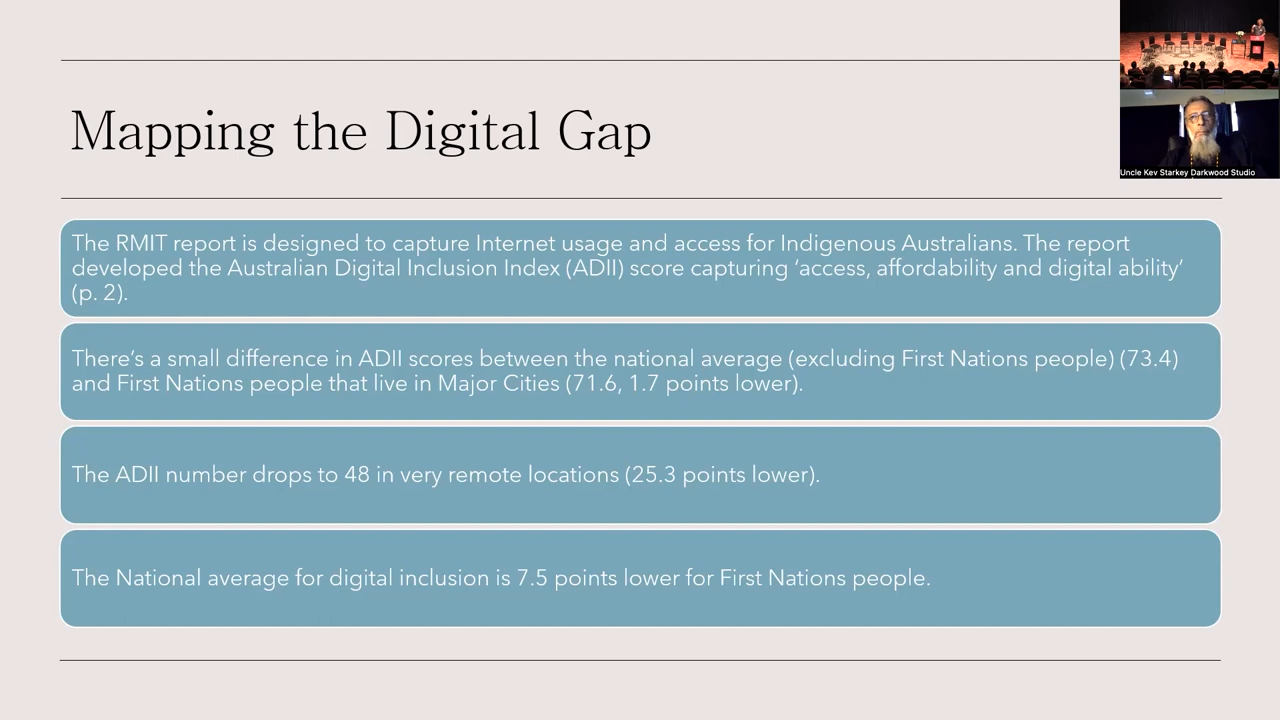 Mapping the Digital Gap
Uncle Kev Starkey Darkwood Studio
The RMIT report is designed to capture Internet usage and access for Indigenous Australians. The report
developed the Australian Digital Inclusion Index (ADII) score capturing ‘access, affordability and digital ability’
(p. 2).
There’s a small difference in ADII scores between the national average (excluding First Nations people) (73.4)
and First Nations people that live in Major Cities (71.6, 1.7 points lower).
The ADII number drops to 48 in very remote locations (25.3 points lower).
The National average for digital inclusion is 7.5 points lower for First Nations people.